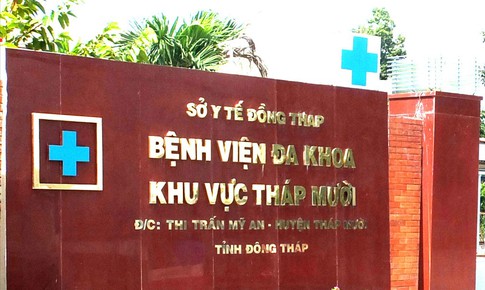 SỞ Y TẾ ĐỒNG THAP
BỆNH VIỆN ĐA KHOA
KHU VỰC THÁP MƯỜI
Đ/C: THỊ TRẤN MỸ AN - HUYỆN THÁP MƯỜI
TỈNH ĐỒNG THÁP